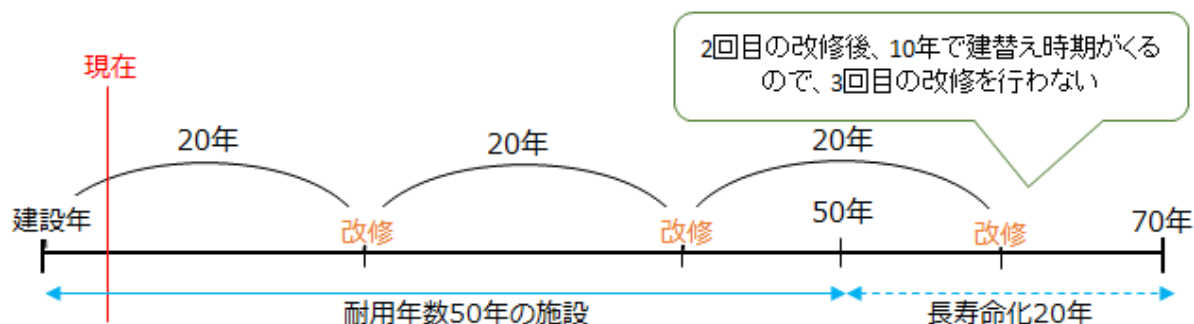 2回目の改修後、10年で建替え時期がくる
ので、3回目の改修を行わない
現在
20年
20年
20年
建設年
改修
改修
50年
改修
70年
耐用年数50年の施設
長寿命化20年